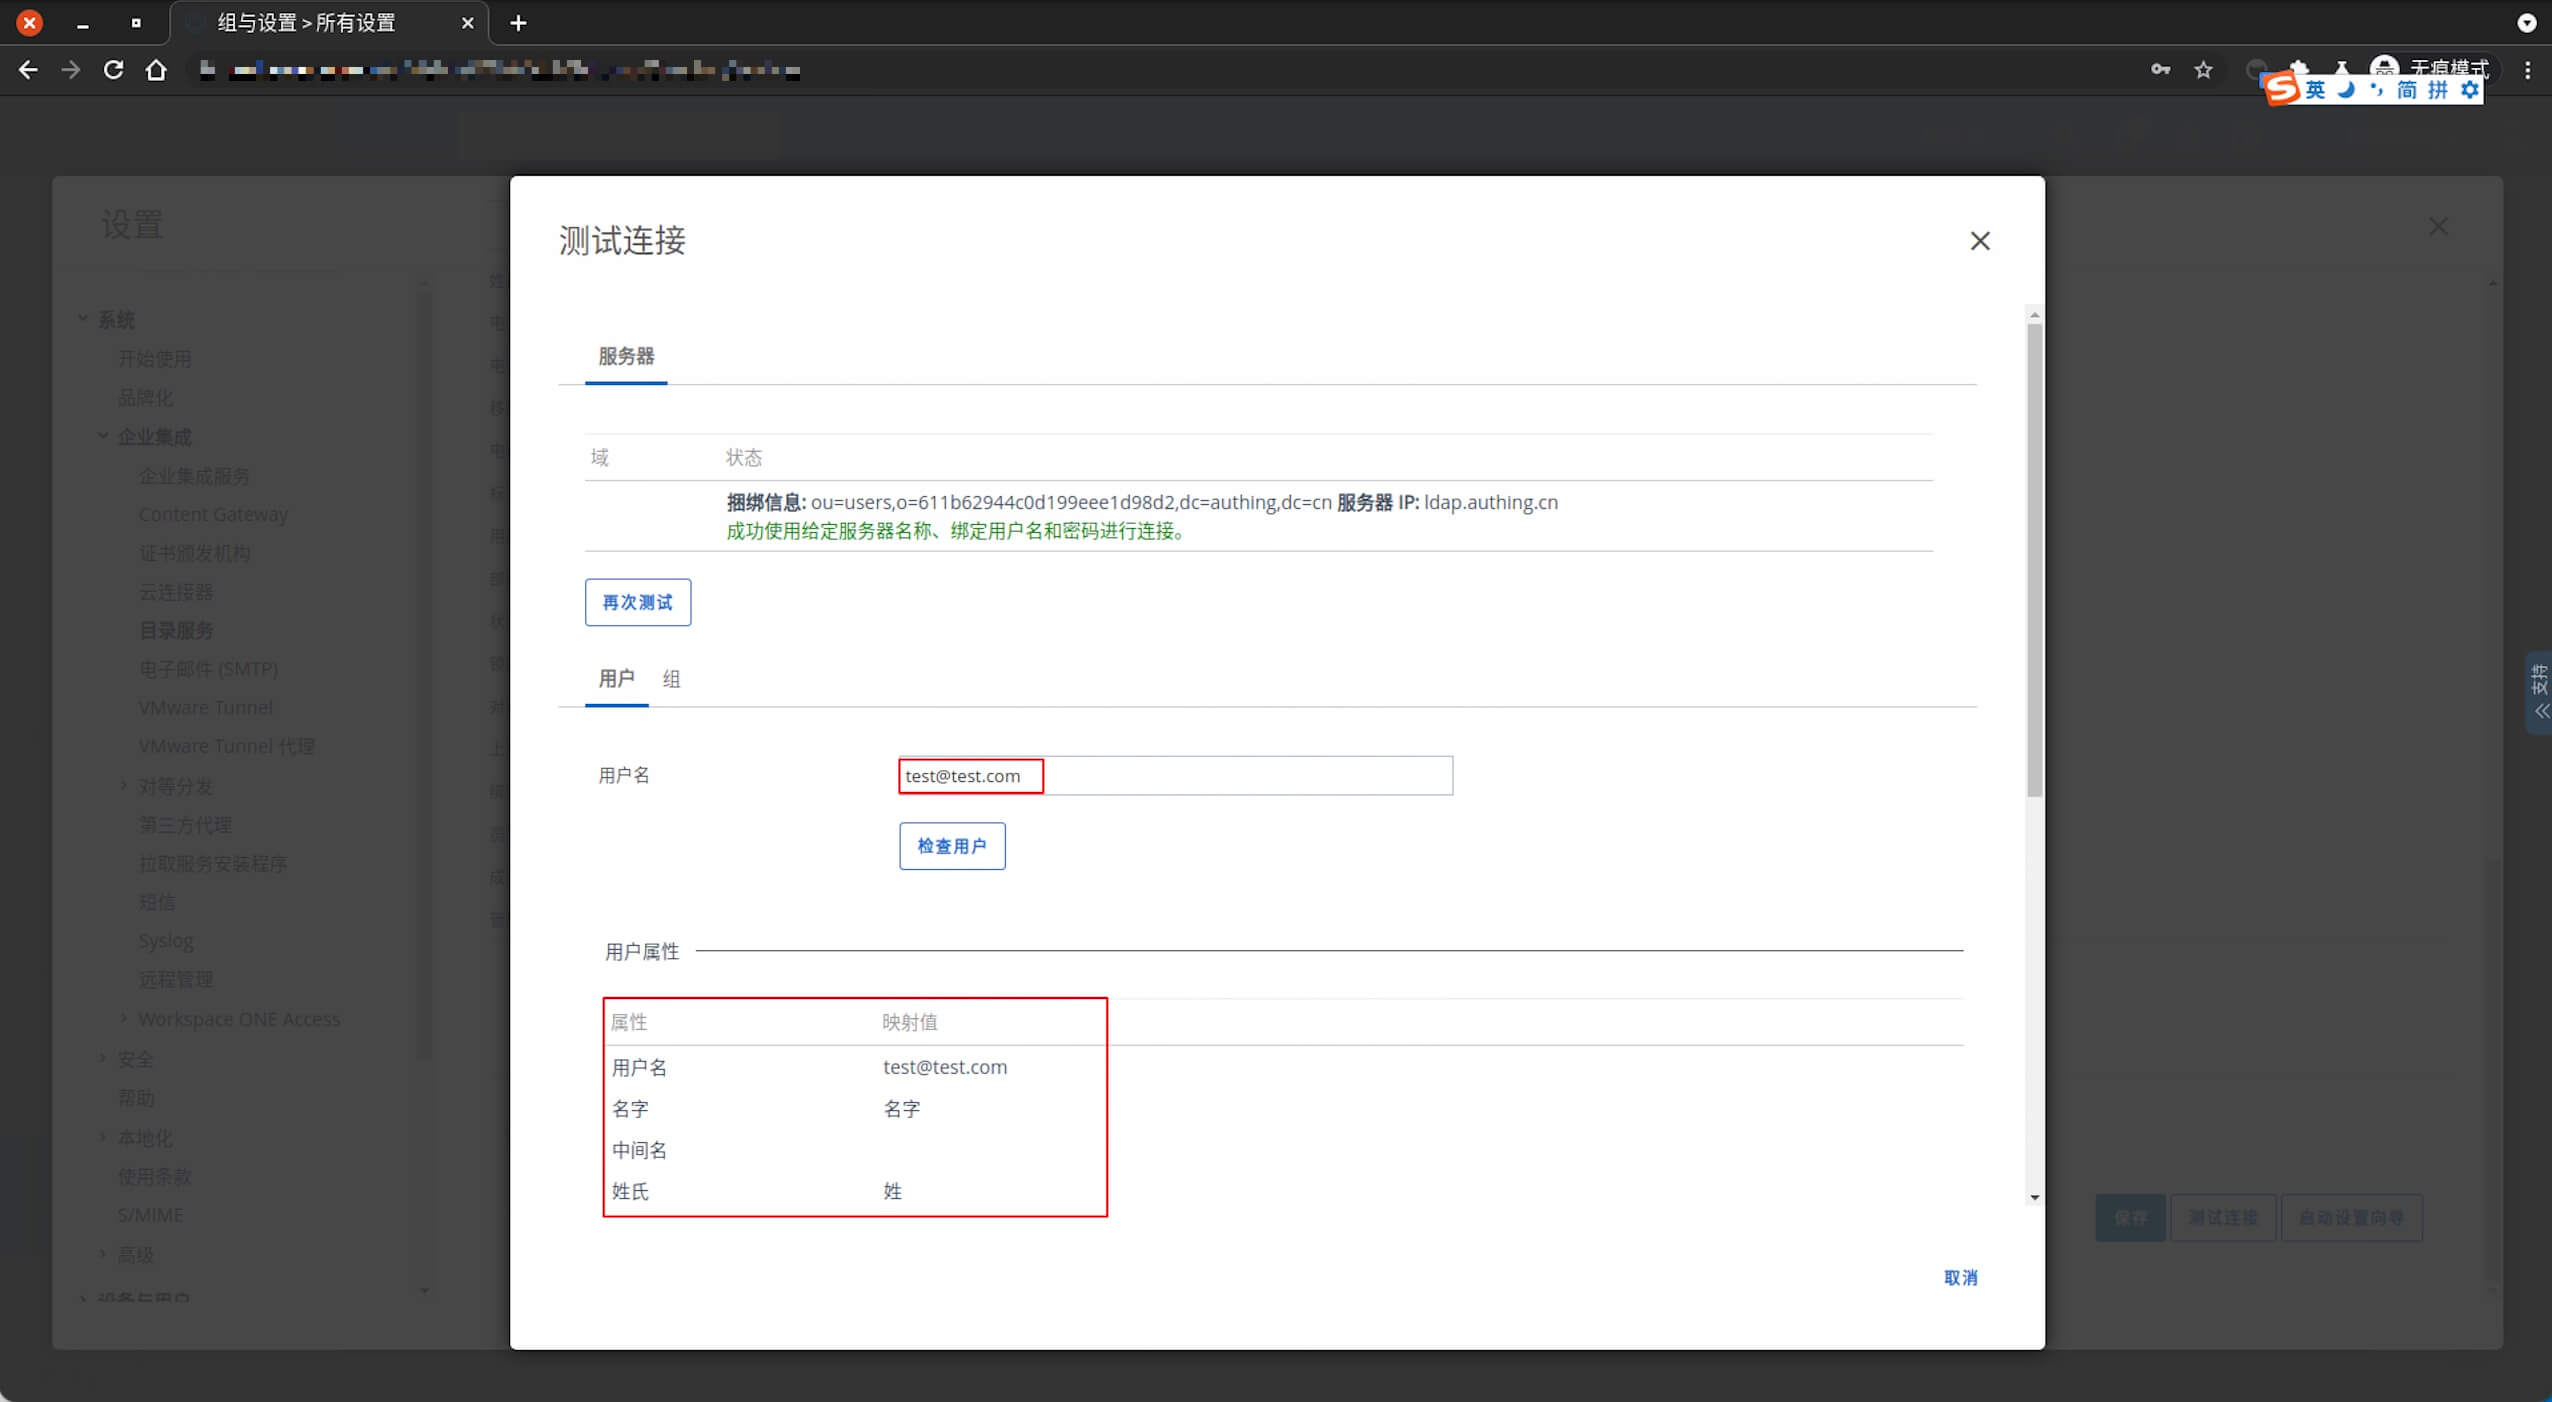 组与设置 > 所有设置
无痕模式
英 简 拼
设置
系统
开始使用
品牌化
企业集成
企业集成服务
Content Gateway
证书颁发机构
云连接器
目录服务
电子邮件 (SMTP)
VMware Tunnel
VMware Tunnel 代理
对等分发
第三方代理
拉取服务安装程序
短信
Syslog
远程管理
Workspace ONE Access
安全
帮助
本地化
使用条款
S/MIME
高级
设备与用户
测试连接
服务器
域 状态
捆绑信息: ou=users,o=611b62944c0d199eee1d98d2,dc=authing,dc=cn 服务器 IP: ldap.authing.cn
成功使用给定服务器名称、绑定用户名和密码进行连接。
再次测试
用户 组
用户名 test@test.com
检查用户
用户属性
属性 映射值
用户名 test@test.com
名字 名字
中间名
姓氏 姓
取消
保存 测试连接 启动设置向导
支持